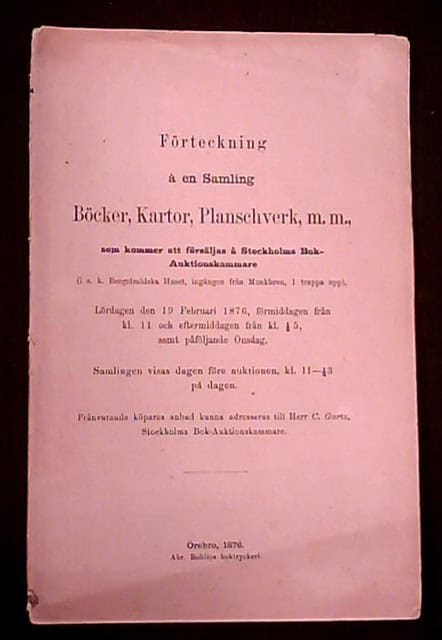 Förteckning
å en Samling
Böcker, Kartor, Planschverk, m. m.,
som kommer att försäljas å Stockholms Bok-
Auktionskammare
(i s. k. Bergstrahlska Huset, ingången från Munkbron, 1 trappa upp),
Lördagen den 19 Februari 1876, förmiddagen från
kl. 11 och eftermiddagen från kl. ½5,
samt påföljande Onsdag.
Samlingen visas dagen före auktionen, kl. 11—½3
på dagen.
Frånvarande köpares anbud kunna adresseras till Herr C.
Stockholms Bok-Auktionskammare.
Örebro, 1876.
Abr. Bohlins boktryckeri.